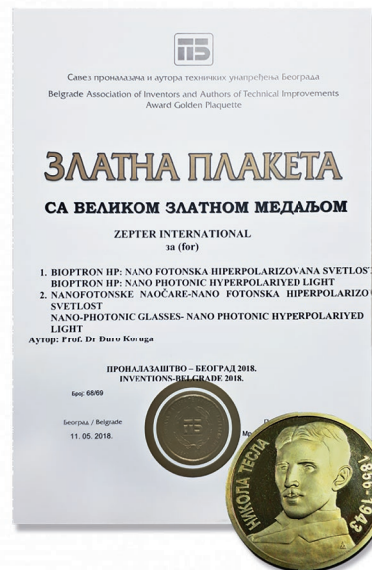 ПБ
Савез проналазача и аутора техничких унапређења Београда
Belgrade Association of Inventors and Authors of Technical Improvements
Award Golden Plaquette
ЗЛАТНА ПЛАКЕТА
СА ВЕЛИКОМ ЗЛАТНОМ МЕДАЉОМ
ZEPTER INTERNATIONAL
за (for)
1. BIOPTRON HP: NANO FOTONSKA HIPERPOLARIZOVANA SVETLOST
BIOPTRON HP: NANO PHOTONIC HYPERPOLARIYED LIGHT
2. NANOFOTONSKE NAOČARE-NANO FOTONSKA HIPERPOLARIZO
SVETLOST
NANO-PHOTONIC GLASSES- NANO PHOTONIC HYPERPOLARIYED
LIGHT
Аутор: Prof. Dr Đuro Koruga
ПРОНАЛАЗАШТВО – БЕОГРАД 2018.
INVENTIONS-BELGRADE 2018.
Број: 68/69
Београд / Belgrade
11. 05. 2018.
НИКОЛА ТЕСЛА
1856-1943